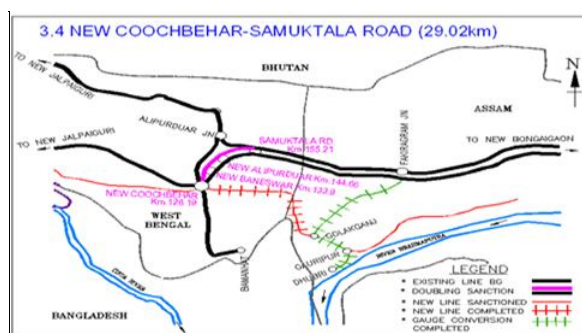 3.4 NEW COOCHBEHAR-SAMUKTALA ROAD (29.02km)
TO NEW JALPAIGURI
BHUTAN
N
ASSAM
ALIPURDUAR JN
SAMUKTALA RD
Km.155.21
FAKIRAGRAM JN
TO NEW BONGAIGAON
TO NEW JALPAIGURI
NEW ALIPURDUAR Km.144.66
NEW BANESWAR
Km.133.9
NEW COOCHBEHAR
Km.126.19
WEST
BENGAL
GOLAKGANJ
GAURIPUR
DHUBRI
BAMANHAT
BANGLADESH
LEGEND
EXISTING LINE BG
DOUBLING SANCTION
NEW LINE SANCTIONED
NEW LINE COMPLETED
GAUGE CONVERSION
COMPLETED